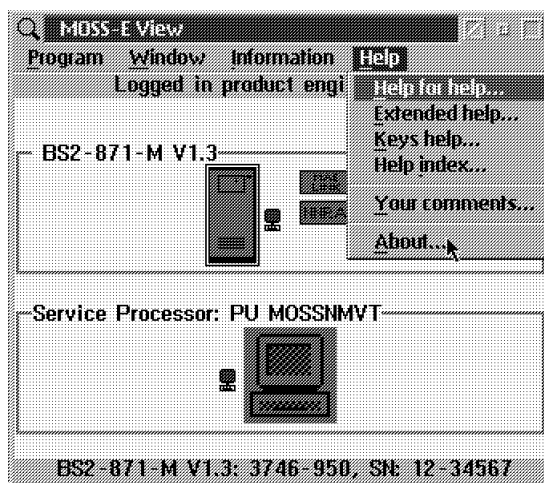 MOSS-E View
Program Window Information Help
Logged in product engi
Help for help...
Extended help...
Keys help...
Help index...
Your comments...
About...
BS2-871-M V1.3
LINK
Service Processor: PU MOSSNMVT
BS2-871-M V1.3: 3746-950, SN: 12-34567